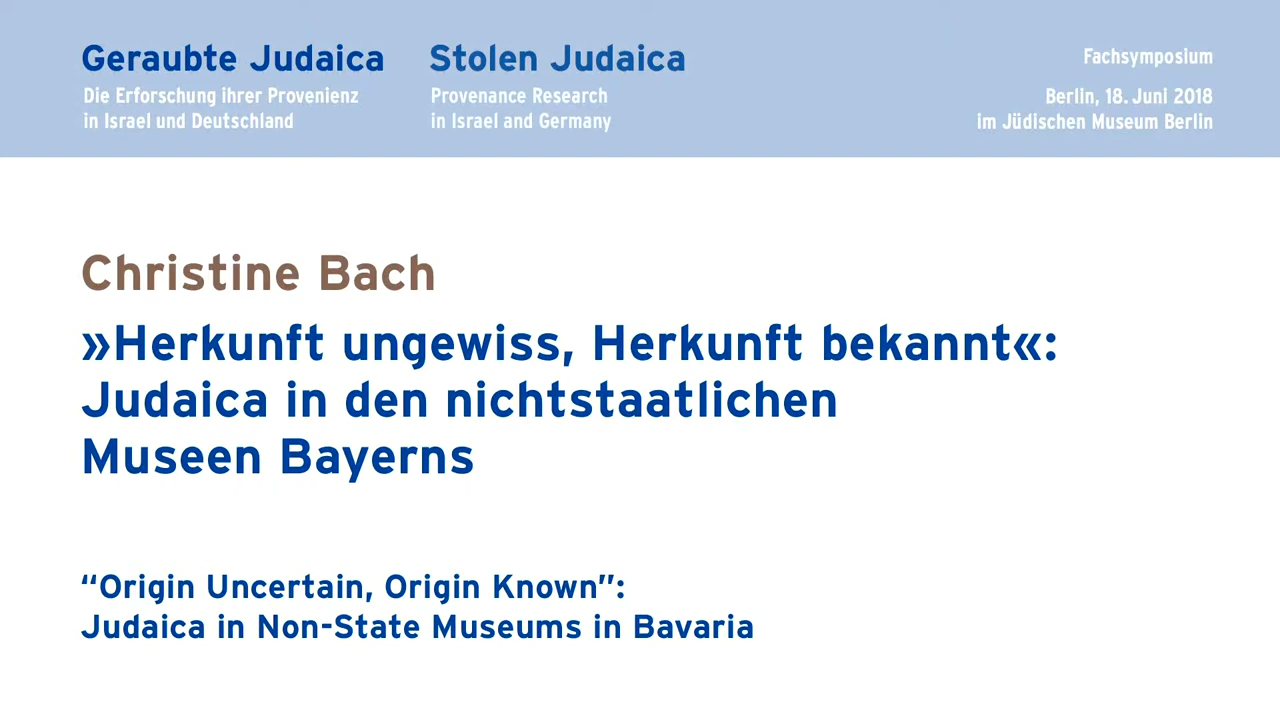 Geraubte Judaica
Die Erforschung ihrer Provenienz
in Israel und Deutschland
Stolen Judaica
Provenance Research
in Israel and Germany
Fachsymposium
Berlin, 18. Juni 2018
im Jüdischen Museum Berlin
Christine Bach
»Herkunft ungewiss, Herkunft bekannt«:
Judaica in den nichtstaatlichen
Museen Bayerns
“Origin Uncertain, Origin Known”:
Judaica in Non-State Museums in Bavaria